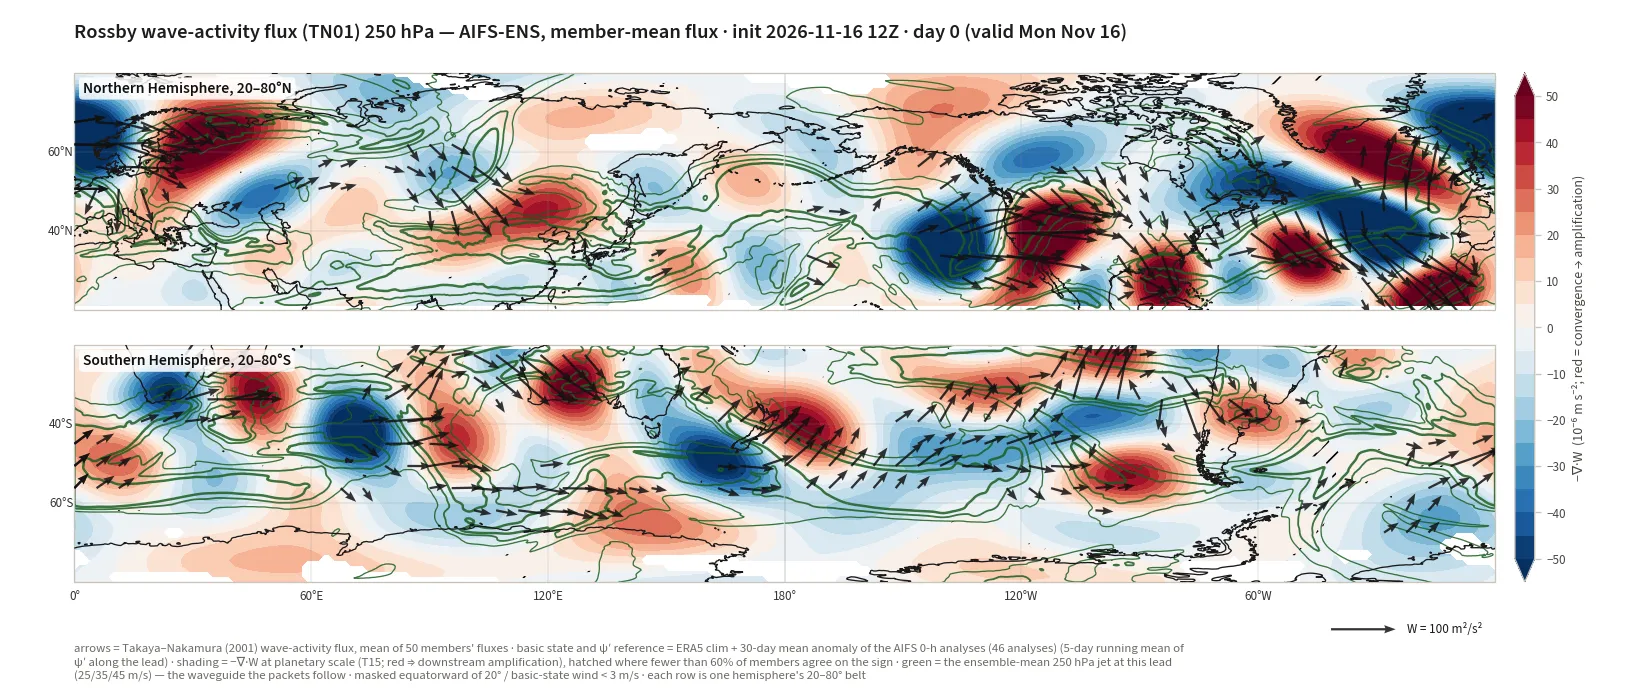 Rossby wave-activity flux (TN01) 250 hPa — AIFS-ENS, member-mean flux · init 2026-11-16 12Z · day 0 (valid Mon Nov 16)
Northern Hemisphere, 20–80°N
60°N
40°N
Southern Hemisphere, 20–80°S
40°S
60°S
0°
60°E
120°E
180°
120°W
60°W
50
40
30
20
10
0
−10
−20
−30
−40
−50
−∇·W (10⁻⁶ m s⁻²; red = convergence → amplification)
W = 100 m²/s²
arrows = Takaya–Nakamura (2001) wave-activity flux, mean of 50 members' fluxes · basic state and ψ′ reference = ERA5 clim + 30-day mean anomaly of the AIFS 0-h analyses (46 analyses) (5-day running mean of
ψ′ along the lead) · shading = −∇·W at planetary scale (T15; red ⇒ downstream amplification), hatched where fewer than 60% of members agree on the sign · green = the ensemble-mean 250 hPa jet at this lead
(25/35/45 m/s) — the waveguide the packets follow · masked equatorward of 20° / basic-state wind < 3 m/s · each row is one hemisphere's 20–80° belt